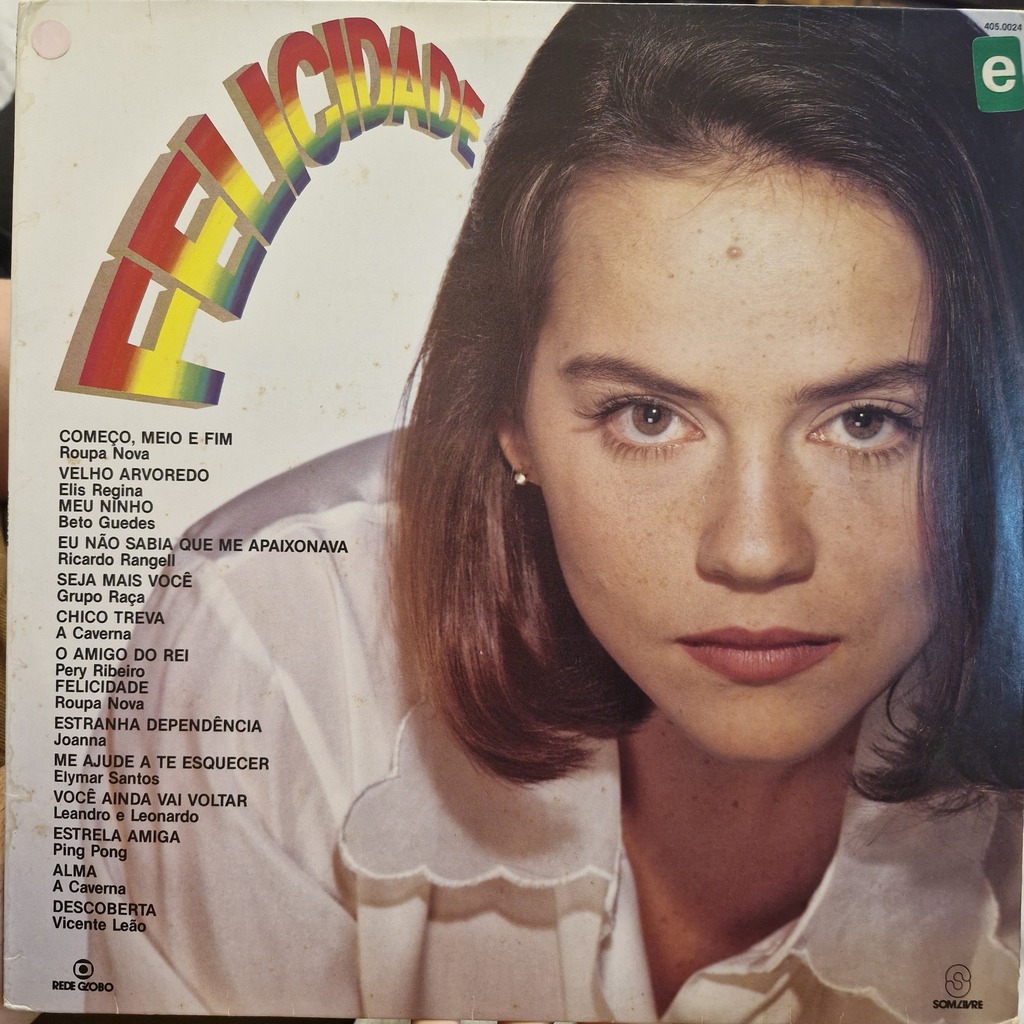 FELICIDADE
405.0024
e
COMEÇO, MEIO E FIM
Roupa Nova
VELHO ARVOREDO
Elis Regina
MEU NINHO
Beto Guedes
EU NÃO SABIA QUE ME APAIXONAVA
Ricardo Rangell
SEJA MAIS VOCÊ
Grupo Raça
CHICO TREVA
A Caverna
O AMIGO DO REI
Pery Ribeiro
FELICIDADE
Roupa Nova
ESTRANHA DEPENDÊNCIA
Joanna
ME AJUDE A TE ESQUECER
Elymar Santos
VOCÊ AINDA VAI VOLTAR
Leandro e Leonardo
ESTRELA AMIGA
Ping Pong
ALMA
A Caverna
DESCOBERTA
Vicente Leão
REDE GLOBO
SOM LIVRE